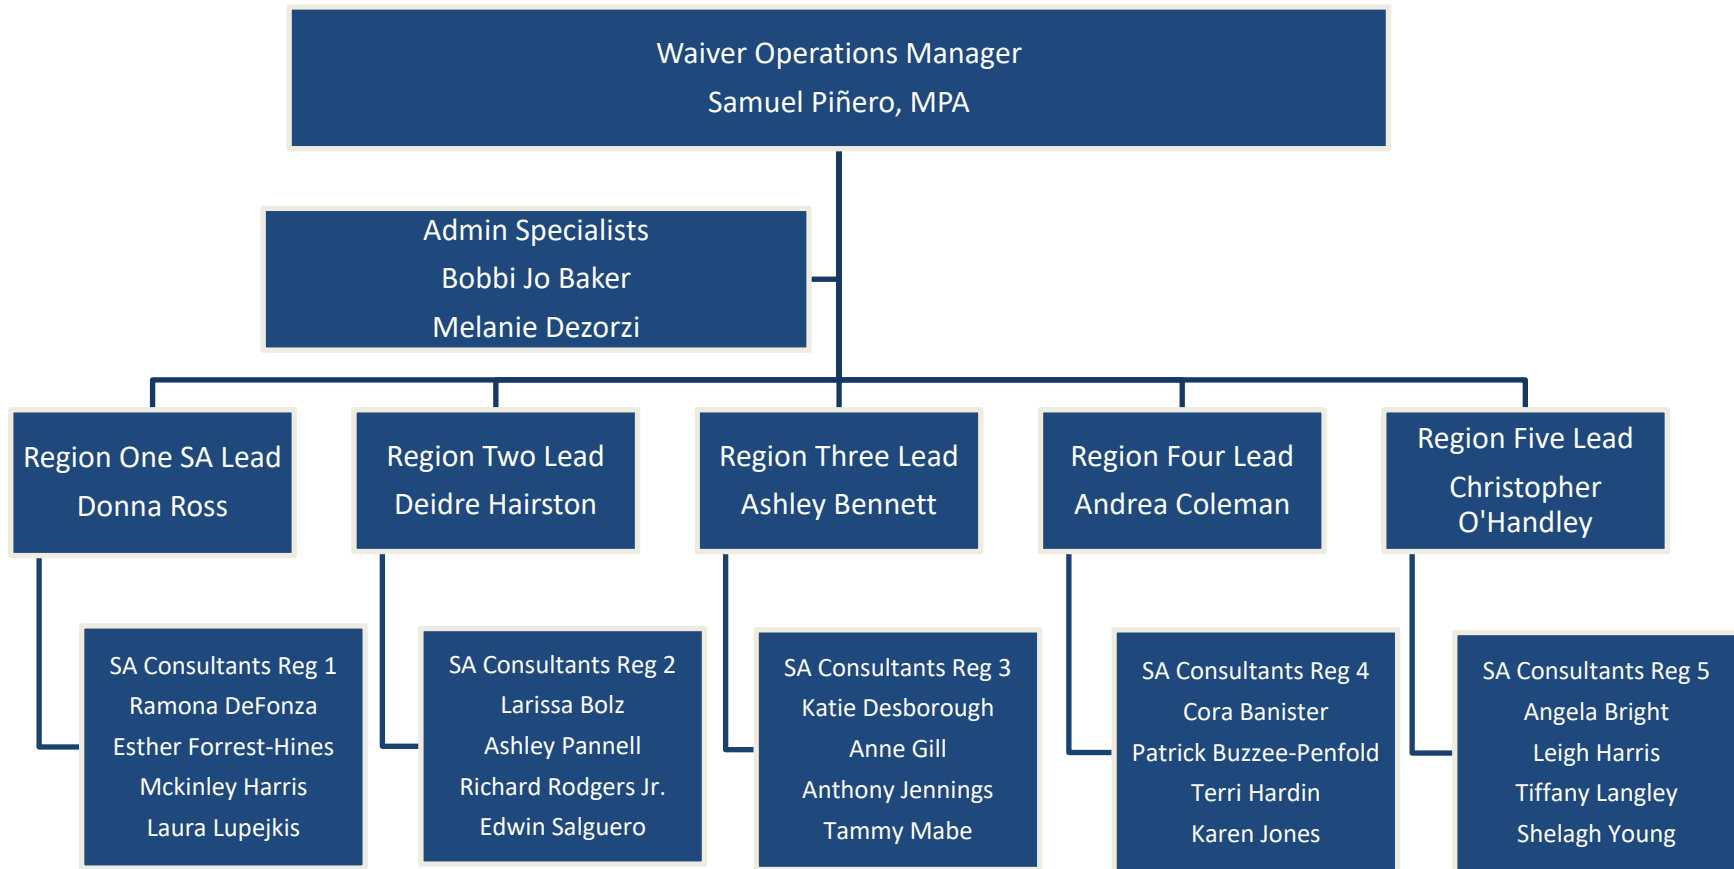 Waiver Operations Manager
Samuel Piñero, MPA
Admin Specialists
Bobbi Jo Baker
Melanie Dezorzi
Region One SA Lead
Donna Ross
Region Two Lead
Deidre Hairston
Region Three Lead
Ashley Bennett
Region Four Lead
Andrea Coleman
Region Five Lead
Christopher
O'Handley
SA Consultants Reg 1
Ramona DeFonza
Esther Forrest-Hines
Mckinley Harris
Laura Lupejkis
SA Consultants Reg 2
Larissa Bolz
Ashley Pannell
Richard Rodgers Jr.
Edwin Salguero
SA Consultants Reg 3
Katie Desborough
Anne Gill
Anthony Jennings
Tammy Mabe
SA Consultants Reg 4
Cora Banister
Patrick Buzzee-Penfold
Terri Hardin
Karen Jones
SA Consultants Reg 5
Angela Bright
Leigh Harris
Tiffany Langley
Shelagh Young